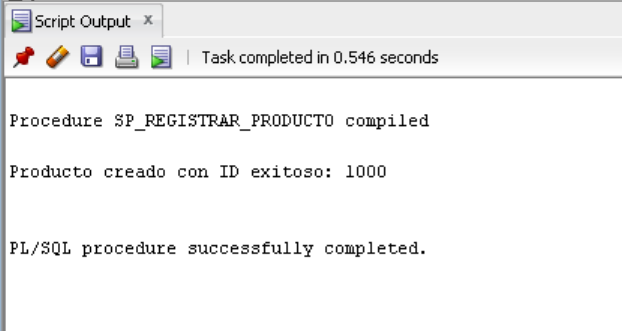 Script Output x
Task completed in 0.546 seconds
Procedure SP_REGISTRAR_PRODUCTO compiled
Producto creado con ID exitoso: 1000
PL/SQL procedure successfully completed.